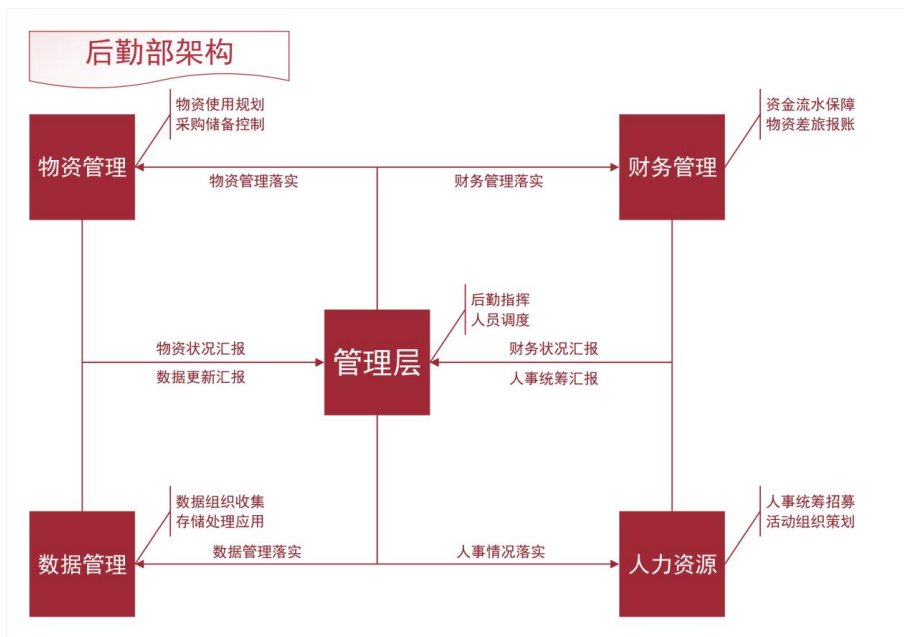 后勤部架构
物资使用规划
采购储备控制
资金流水保障
物资差旅报账
物资管理
财务管理
物资管理落实
财务管理落实
后勤指挥
人员调度
管理层
物资状况汇报
数据更新汇报
财务状况汇报
人事统筹汇报
数据组织收集
存储处理应用
人事统筹招募
活动组织策划
数据管理落实
人事情况落实
数据管理
人力资源